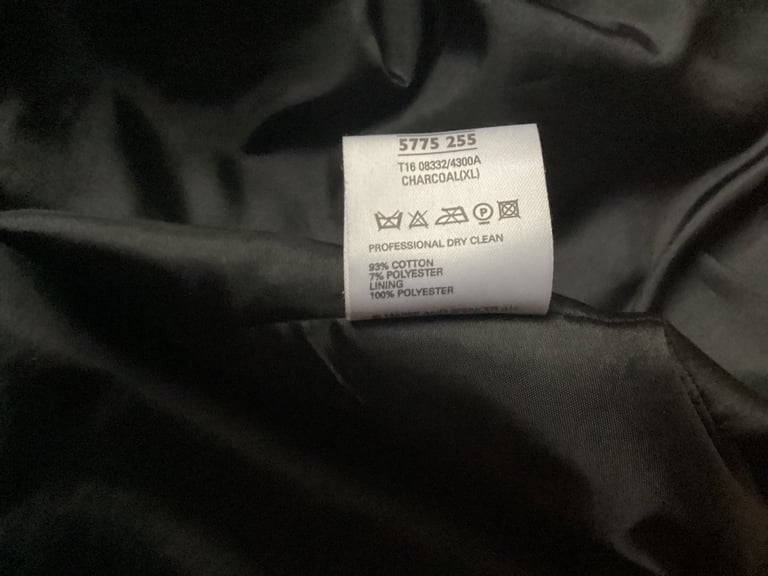 5775 255
T16 08332/4300A
CHARCOAL(XL)
P
PROFESSIONAL DRY CLEAN
93% COTTON
7% POLYESTER
LINING
100% POLYESTER